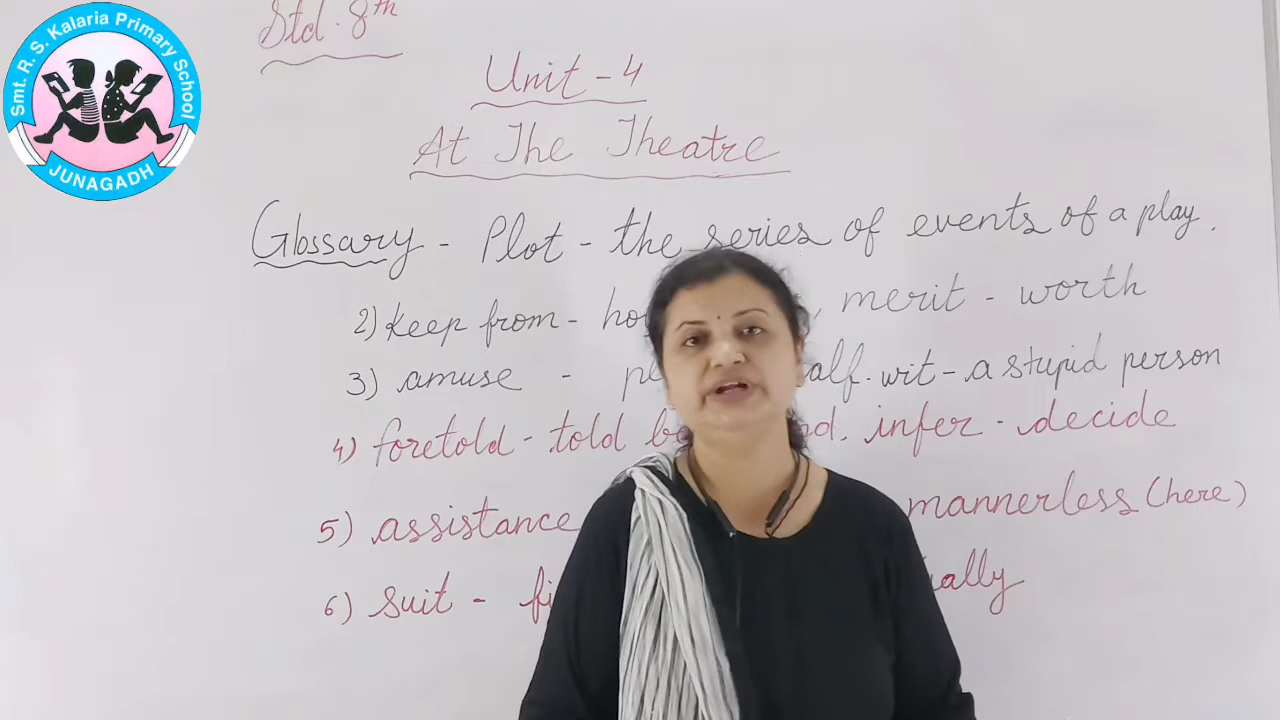 Smt. R. S. Kalaria Primary School
JUNAGADH
Std. 8th
Unit - 4
At The Theatre
Glossary - Plot - the series of events of a play.
2) Keep from - , merit - worth
3) amuse - - a stupid person
4) foretold - told . infer - decide
5) assistance mannerless (here)
6) suit -